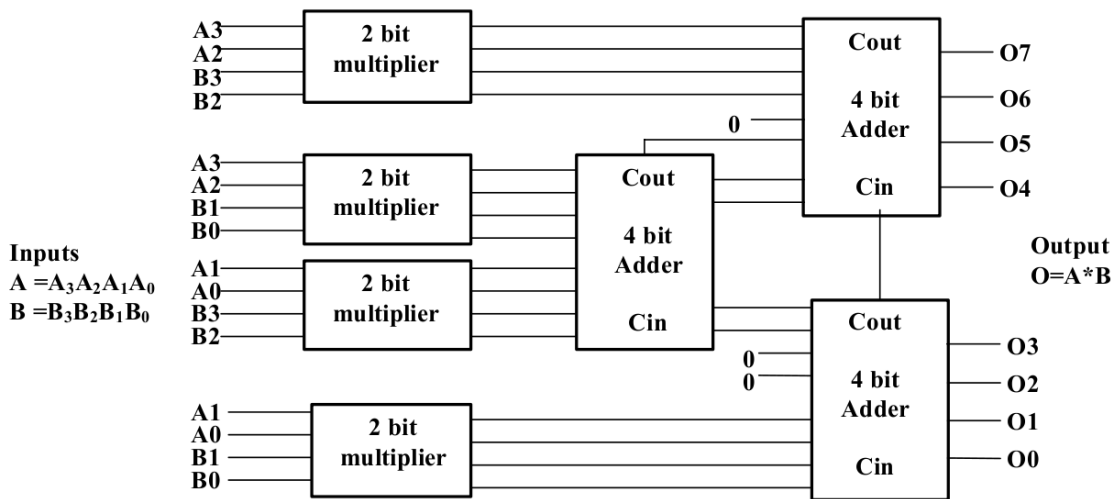 A3
A2
B3
B2
2 bit
multiplier
Cout
4 bit
Adder
Cin
O7
O6
O5
O4
0
A3
A2
B1
B0
2 bit
multiplier
A1
A0
B3
B2
2 bit
multiplier
Cout
4 bit
Adder
Cin
Inputs
A =A₃A₂A₁A₀
B =B₃B₂B₁B₀
Output
O=A*B
0
0
A1
A0
B1
B0
2 bit
multiplier
Cout
4 bit
Adder
Cin
O3
O2
O1
O0